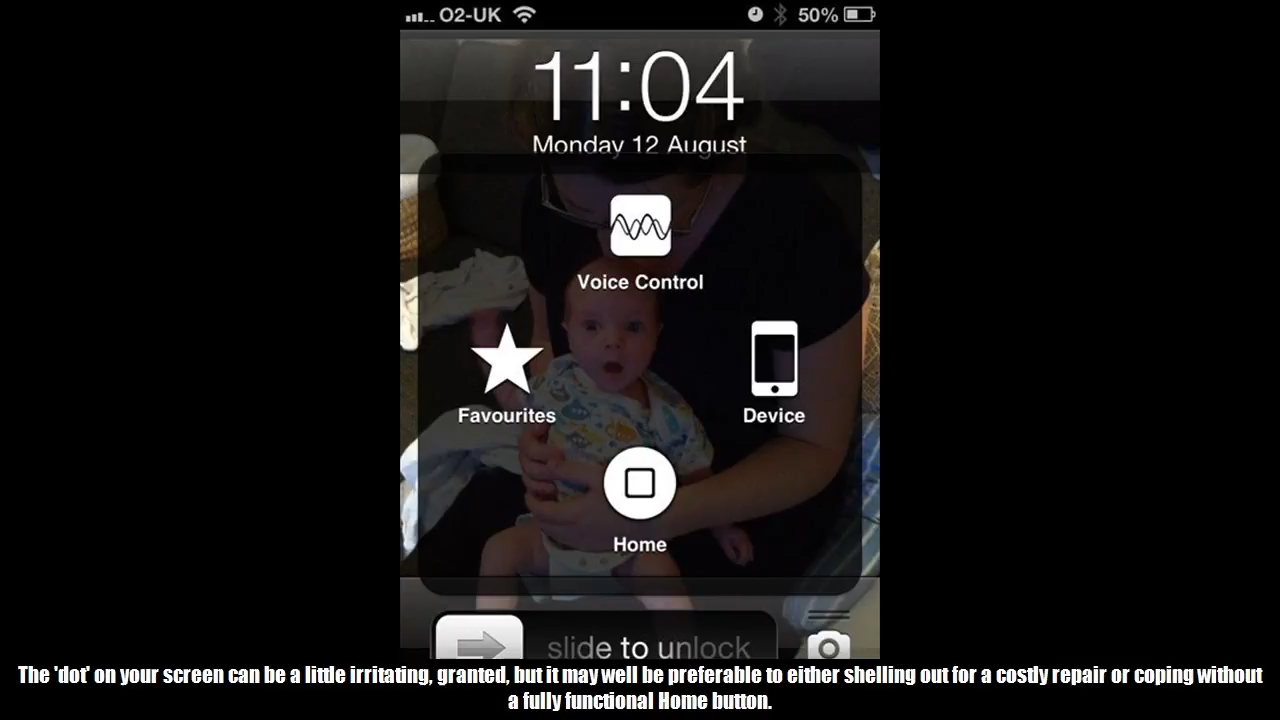 O2-UK 50%
11:04
Monday 12 August
Voice Control
Favourites
Device
Home
slide to unlock
The 'dot' on your screen can be a little irritating, granted, but it may well be preferable to either shelling out for a costly repair or coping without
a fully functional Home button.